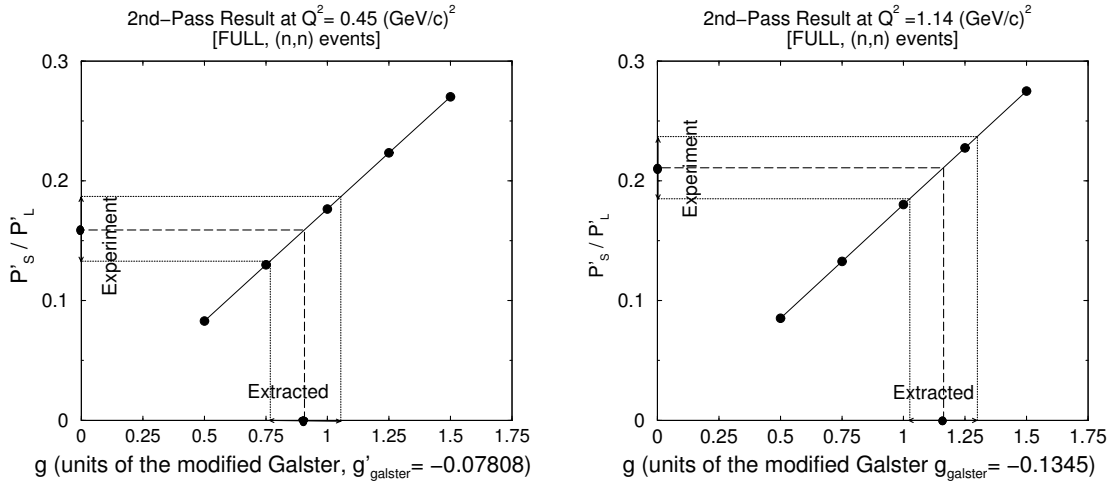 2nd−Pass Result at Q²= 0.45 (GeV/c)²
[FULL, (n,n) events]
0.3
0.2
0.1
0
P'S / P'L
Experiment
Extracted
0 0.25 0.5 0.75 1 1.25 1.5 1.75
g (units of the modified Galster, g'galster= −0.07808)
2nd−Pass Result at Q² =1.14 (GeV/c)²
[FULL, (n,n) events]
0.3
0.2
0.1
0
P'S / P'L
Experiment
Extracted
0 0.25 0.5 0.75 1 1.25 1.5 1.75
g (units of the modified Galster ggalster= −0.1345)